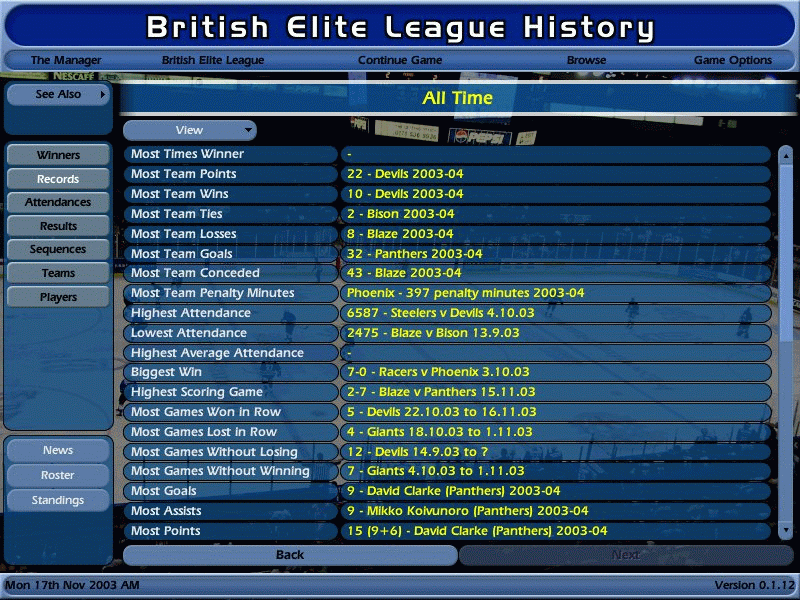 British Elite League History
The Manager British Elite League Continue Game Browse Game Options
NESCAFÉ
See Also
All Time
PEPSI
View
Winners
Records
Attendances
Results
Sequences
Teams
Players
News
Roster
Standings
Most Times Winner -
Most Team Points 22 - Devils 2003-04
Most Team Wins 10 - Devils 2003-04
Most Team Ties 2 - Bison 2003-04
Most Team Losses 8 - Blaze 2003-04
Most Team Goals 32 - Panthers 2003-04
Most Team Conceded 43 - Blaze 2003-04
Most Team Penalty Minutes Phoenix - 397 penalty minutes 2003-04
Highest Attendance 6587 - Steelers v Devils 4.10.03
Lowest Attendance 2475 - Blaze v Bison 13.9.03
Highest Average Attendance -
Biggest Win 7-0 - Racers v Phoenix 3.10.03
Highest Scoring Game 2-7 - Blaze v Panthers 15.11.03
Most Games Won in Row 5 - Devils 22.10.03 to 16.11.03
Most Games Lost in Row 4 - Giants 18.10.03 to 1.11.03
Most Games Without Losing 12 - Devils 14.9.03 to ?
Most Games Without Winning 7 - Giants 4.10.03 to 1.11.03
Most Goals 9 - David Clarke (Panthers) 2003-04
Most Assists 9 - Mikko Koivunoro (Panthers) 2003-04
Most Points 15 (9+6) - David Clarke (Panthers) 2003-04
Back Next
Mon 17th Nov 2003 AM Version 0.1.12